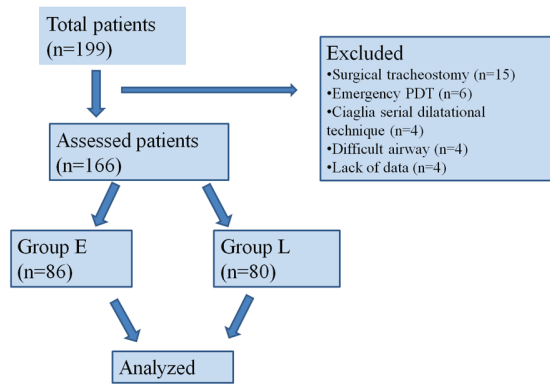 Total patients
(n=199)
Excluded
•Surgical tracheostomy (n=15)
•Emergency PDT (n=6)
•Ciaglia serial dilatational
technique (n=4)
•Difficult airway (n=4)
•Lack of data (n=4)
Assessed patients
(n=166)
Group E
(n=86)
Group L
(n=80)
Analyzed